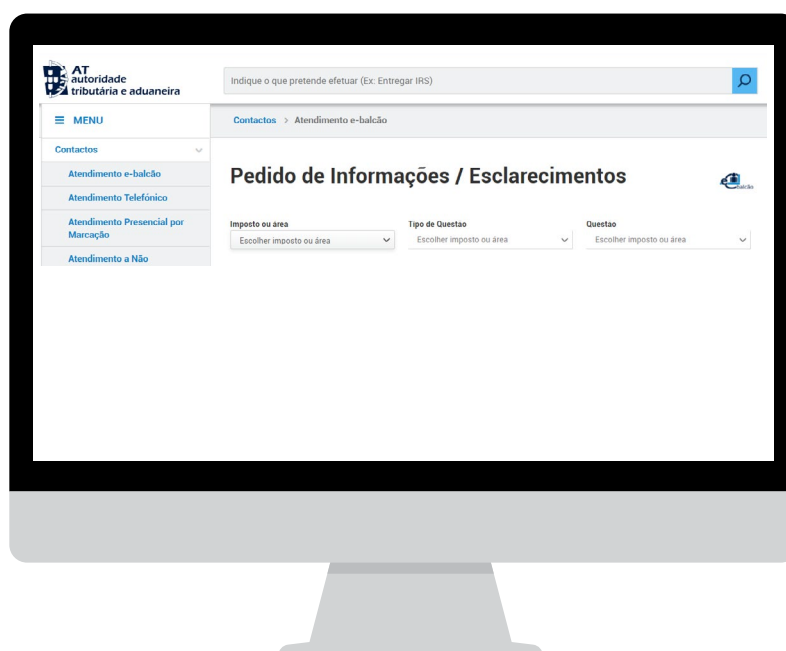 AT
autoridade
tributária e aduaneira
Indique o que pretende efetuar (Ex: Entregar IRS)
MENU
Contactos > Atendimento e-balcão
Contactos
Atendimento e-balcão
Atendimento Telefónico
Atendimento Presencial por
Marcação
Atendimento a Não
Pedido de Informações / Esclarecimentos
e-balcão
Imposto ou área
Tipo de Questao
Questao
Escolher imposto ou área
Escolher imposto ou área
Escolher imposto ou área